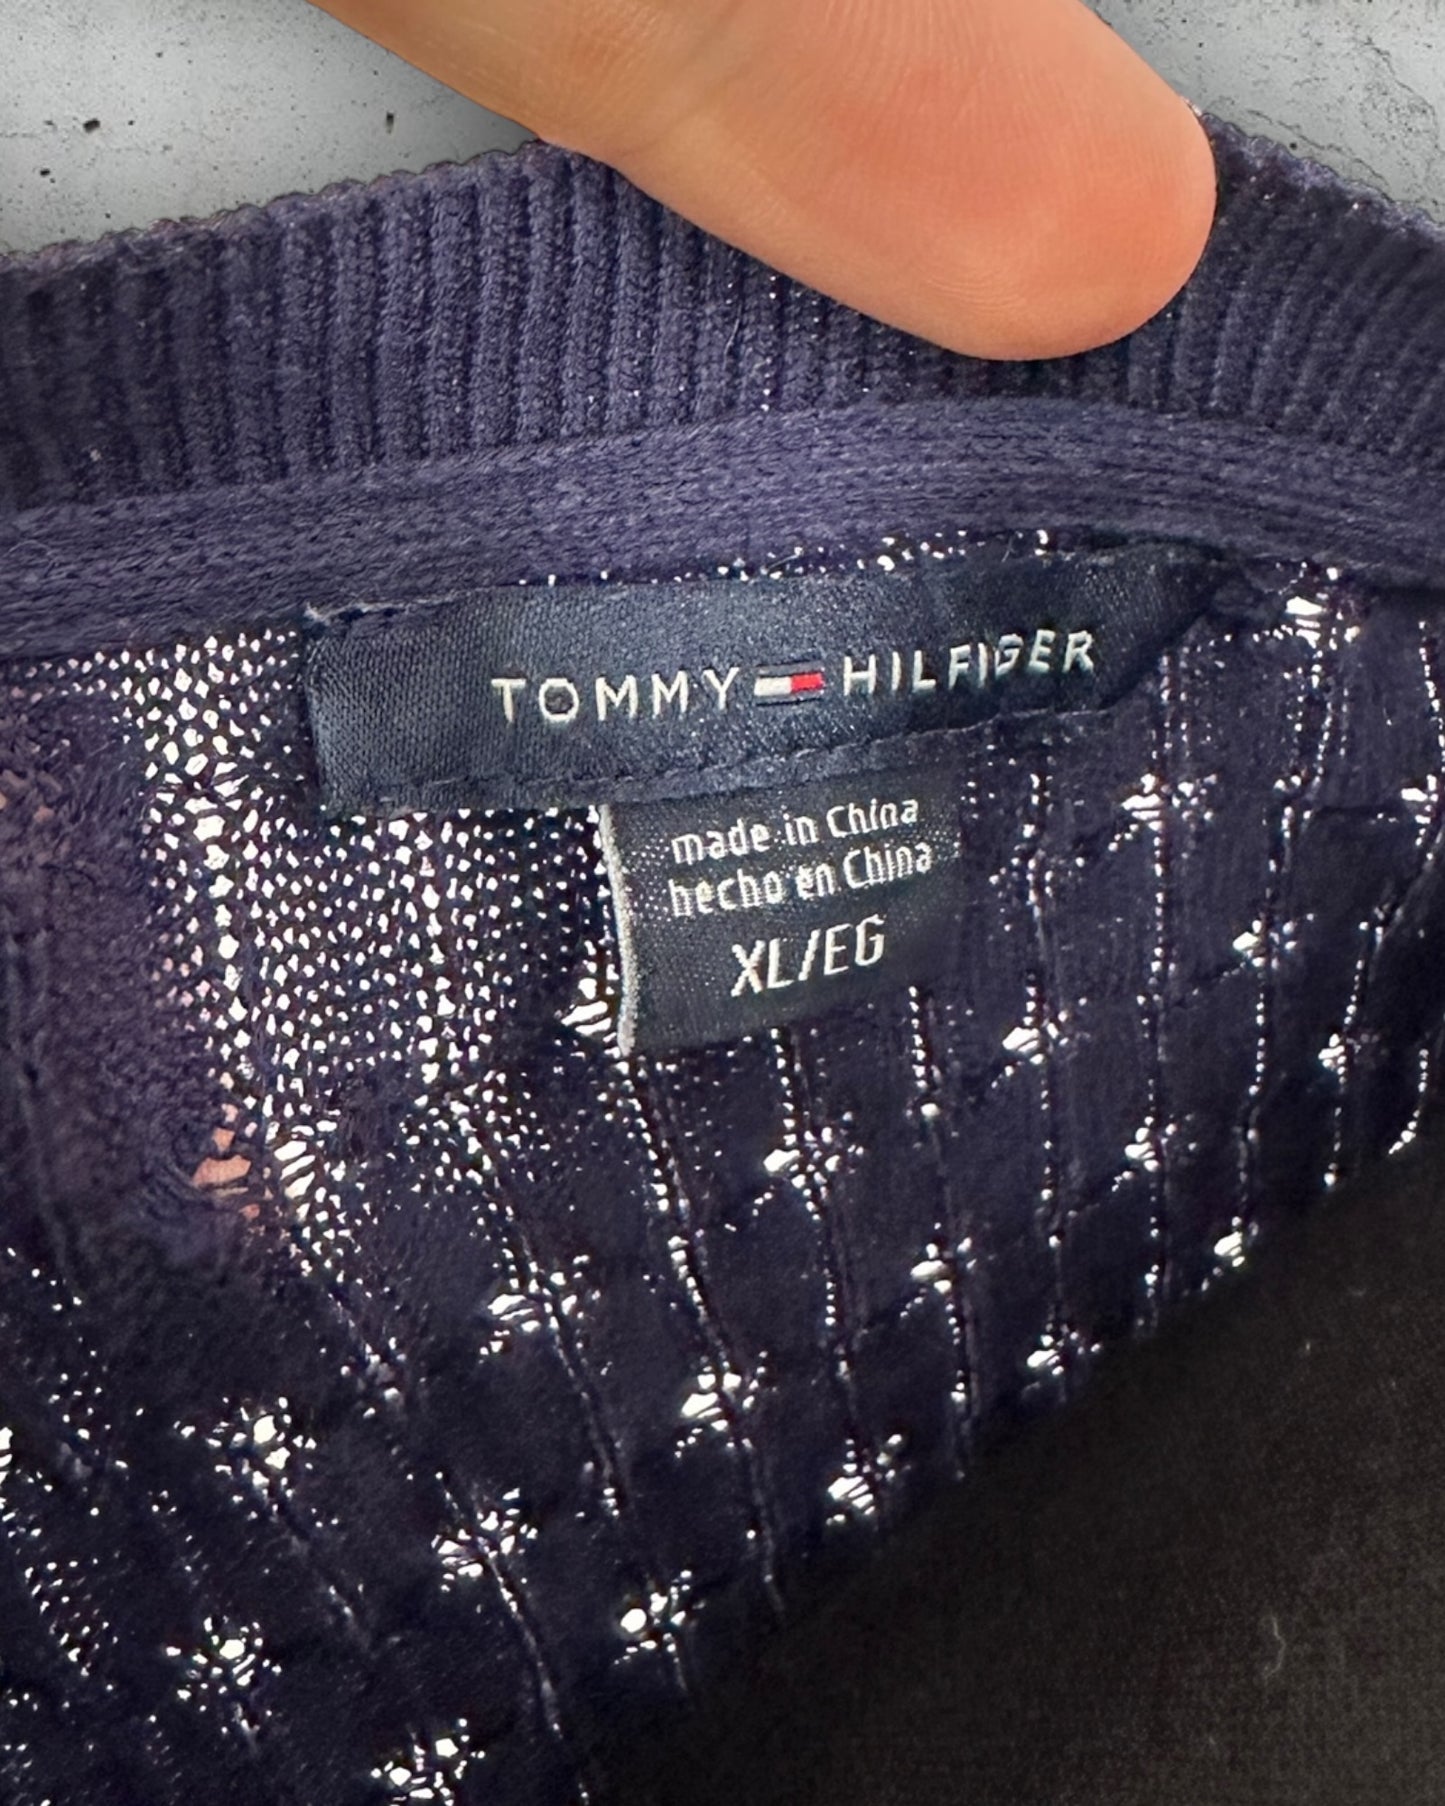 TOMMY HILFIGER
made in China
hecho en China
XL/EG